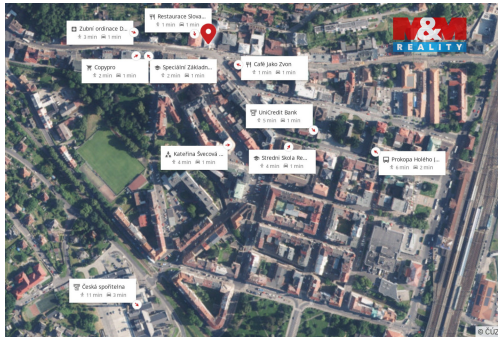 Restaurace Slova...
1 min 1 min
Zubní ordinace D...
3 min 1 min
M&M
REALITY
Copypro
2 min 1 min
Speciální Základno...
2 min 1 min
Café Jako Zvon
1 min 1 min
UniCredit Bank
5 min 1 min
Kateřina Švecová ...
4 min 1 min
Strední Škola Re...
4 min 1 min
Prokopa Holého (...
6 min 2 min
Česká spořitelna
11 min 3 min
© ČÚZ